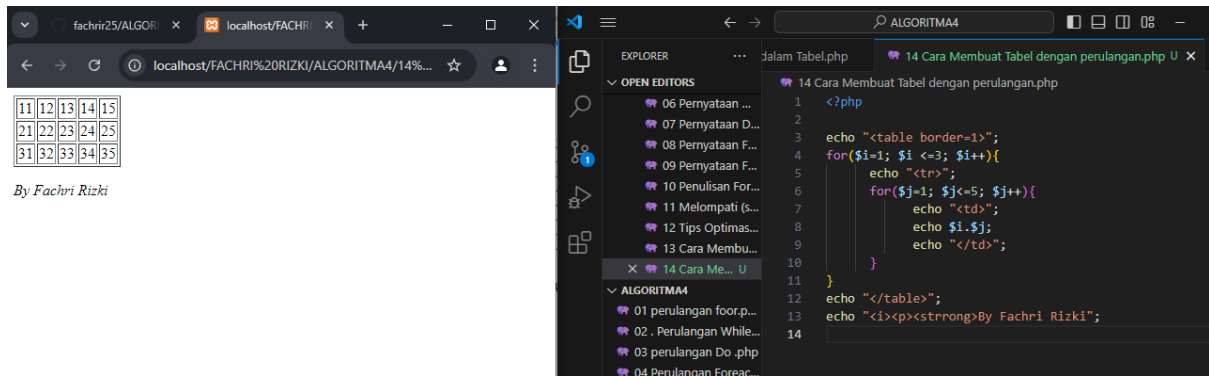 fachrir25/ALGORI
localhost/FACHRI
localhost/FACHRI%20RIZKI/ALGORITMA4/14%...
11 12 13 14 15
21 22 23 24 25
31 32 33 34 35
By Fachri Rizki
ALGORITMA4
EXPLORER
dalam Tabel.php
14 Cara Membuat Tabel dengan perulangan.php U
OPEN EDITORS
06 Pernyataan ...
07 Pernyataan D...
08 Pernyataan F...
09 Pernyataan F...
10 Penulisan For...
11 Melompati (s...
12 Tips Optimas...
13 Cara Membu...
14 Cara Me... U
ALGORITMA4
01 perulangan foor.p...
02 . Perulangan While...
03 perulangan Do .php
04 Perulangan Foreac...
1
14 Cara Membuat Tabel dengan perulangan.php
1 <?php
2
3 echo "<table border=1>";
4 for($i=1; $i <=3; $i++){
5 echo "<tr>";
6 for($j=1; $j<=5; $j++){
7 echo "<td>";
8 echo $i.$j;
9 echo "</td>";
10 }
11 }
12 echo "</table>";
13 echo "<i><p><strrong>By Fachri Rizki";
14